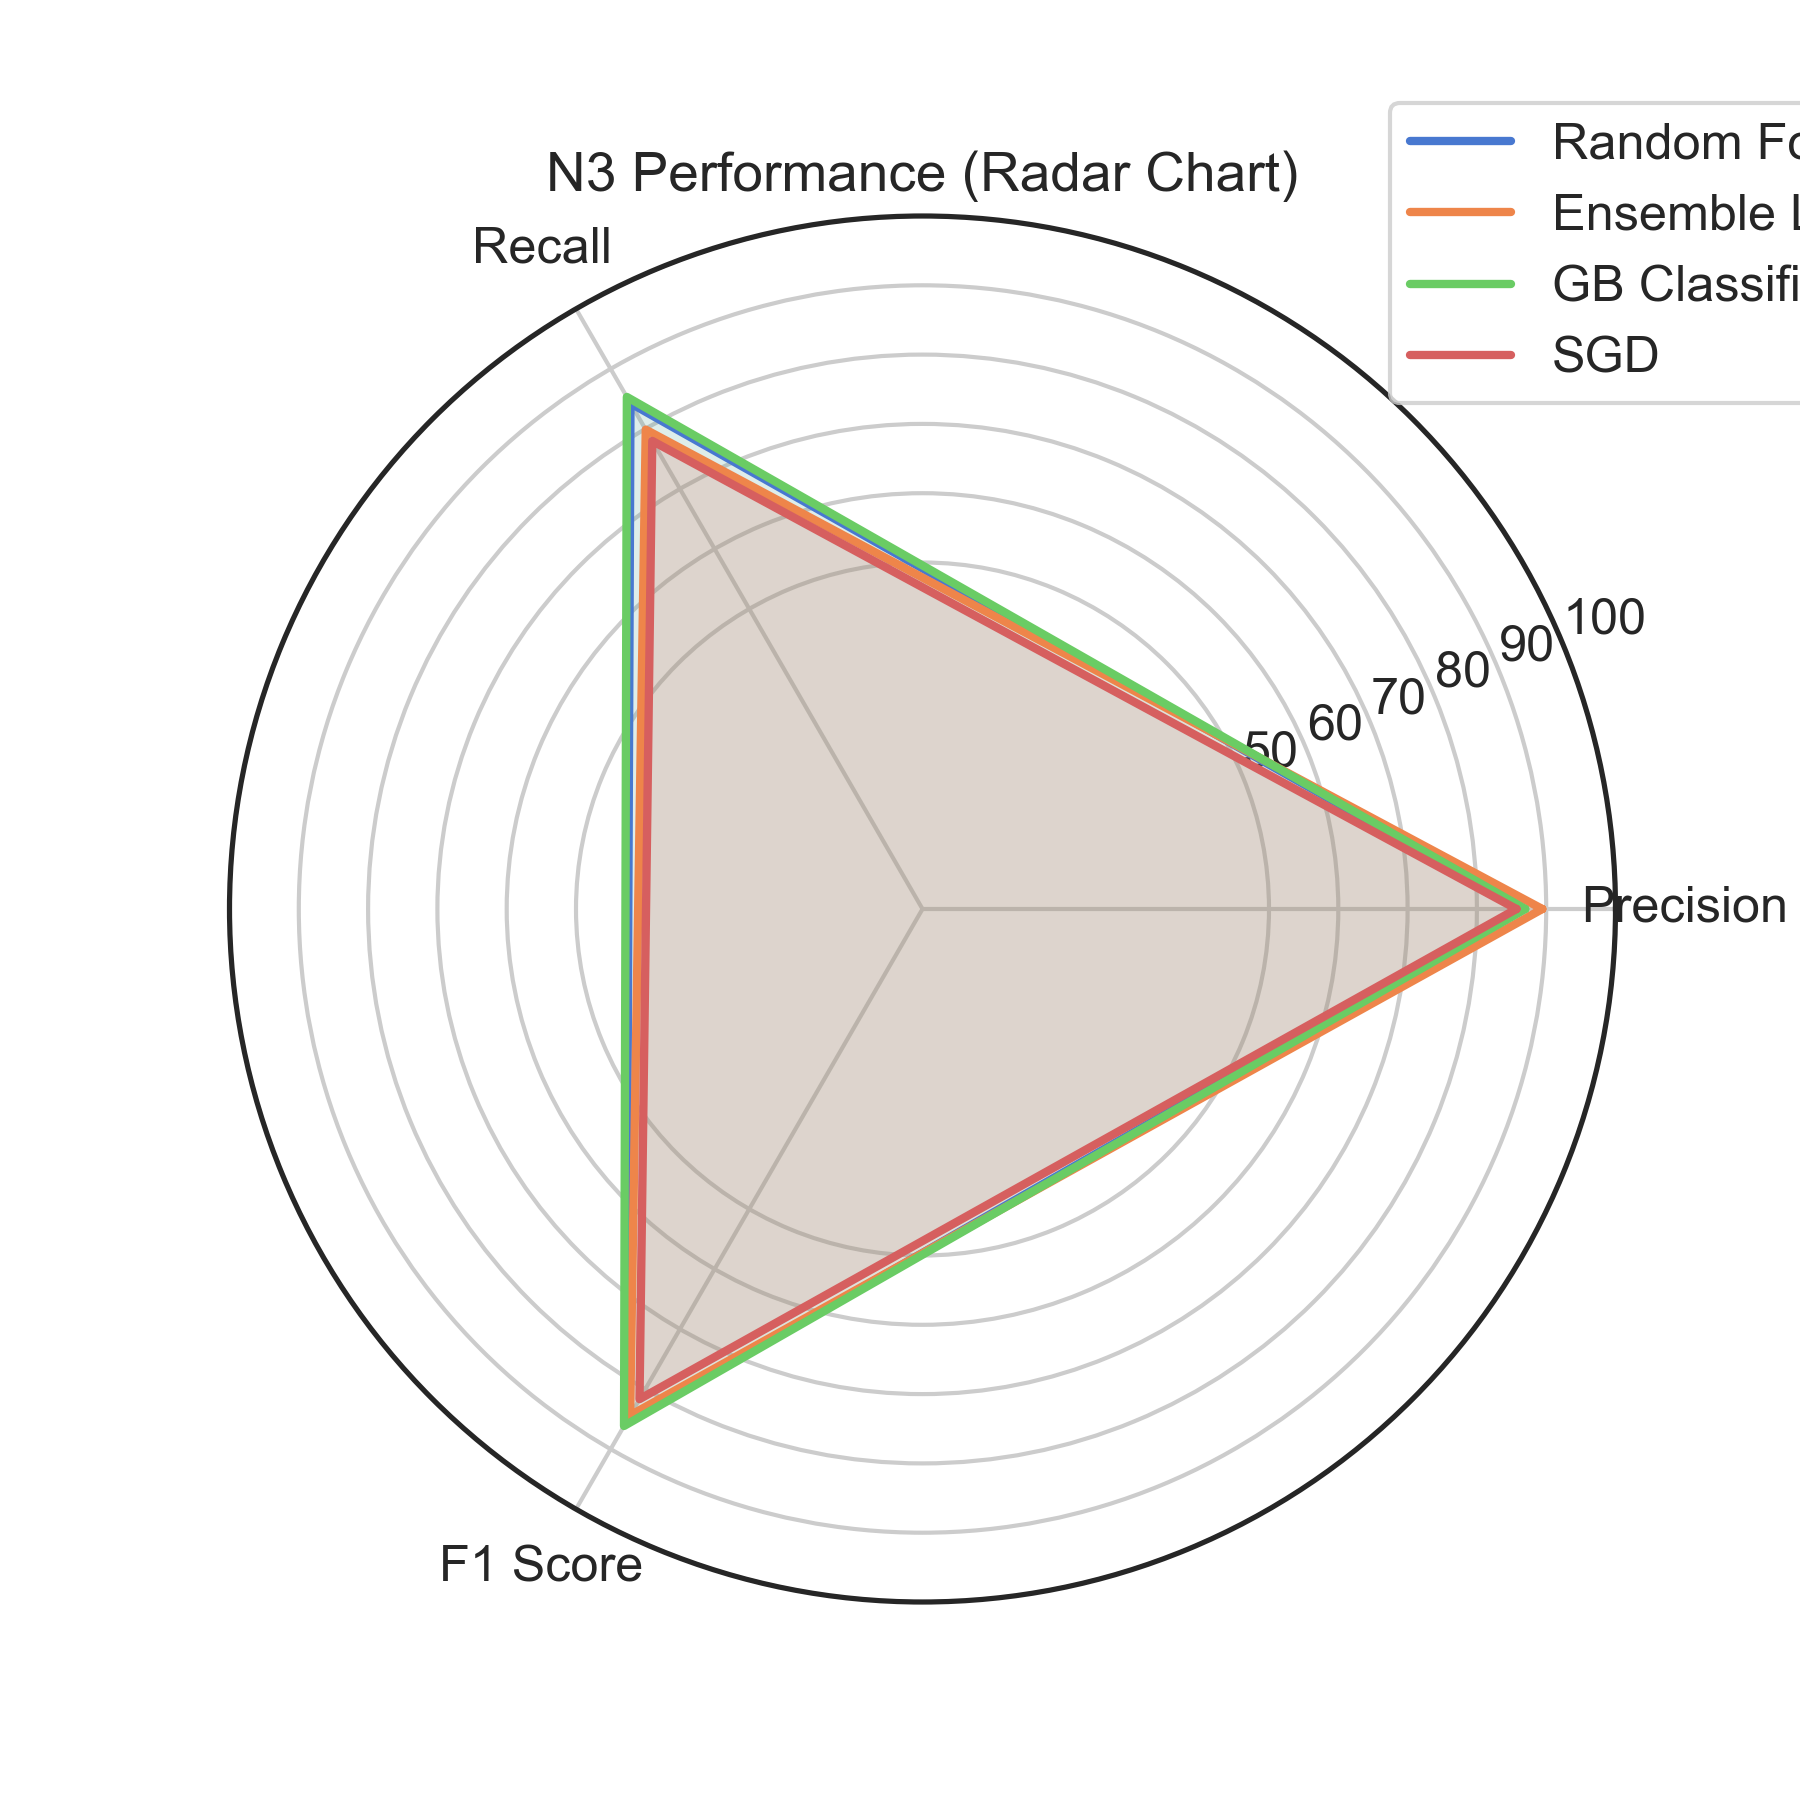 N3 Performance (Radar Chart)
Random Fo
Ensemble L
GB Classifi
SGD
Recall
100
90
80
70
60
50
Precision
F1 Score